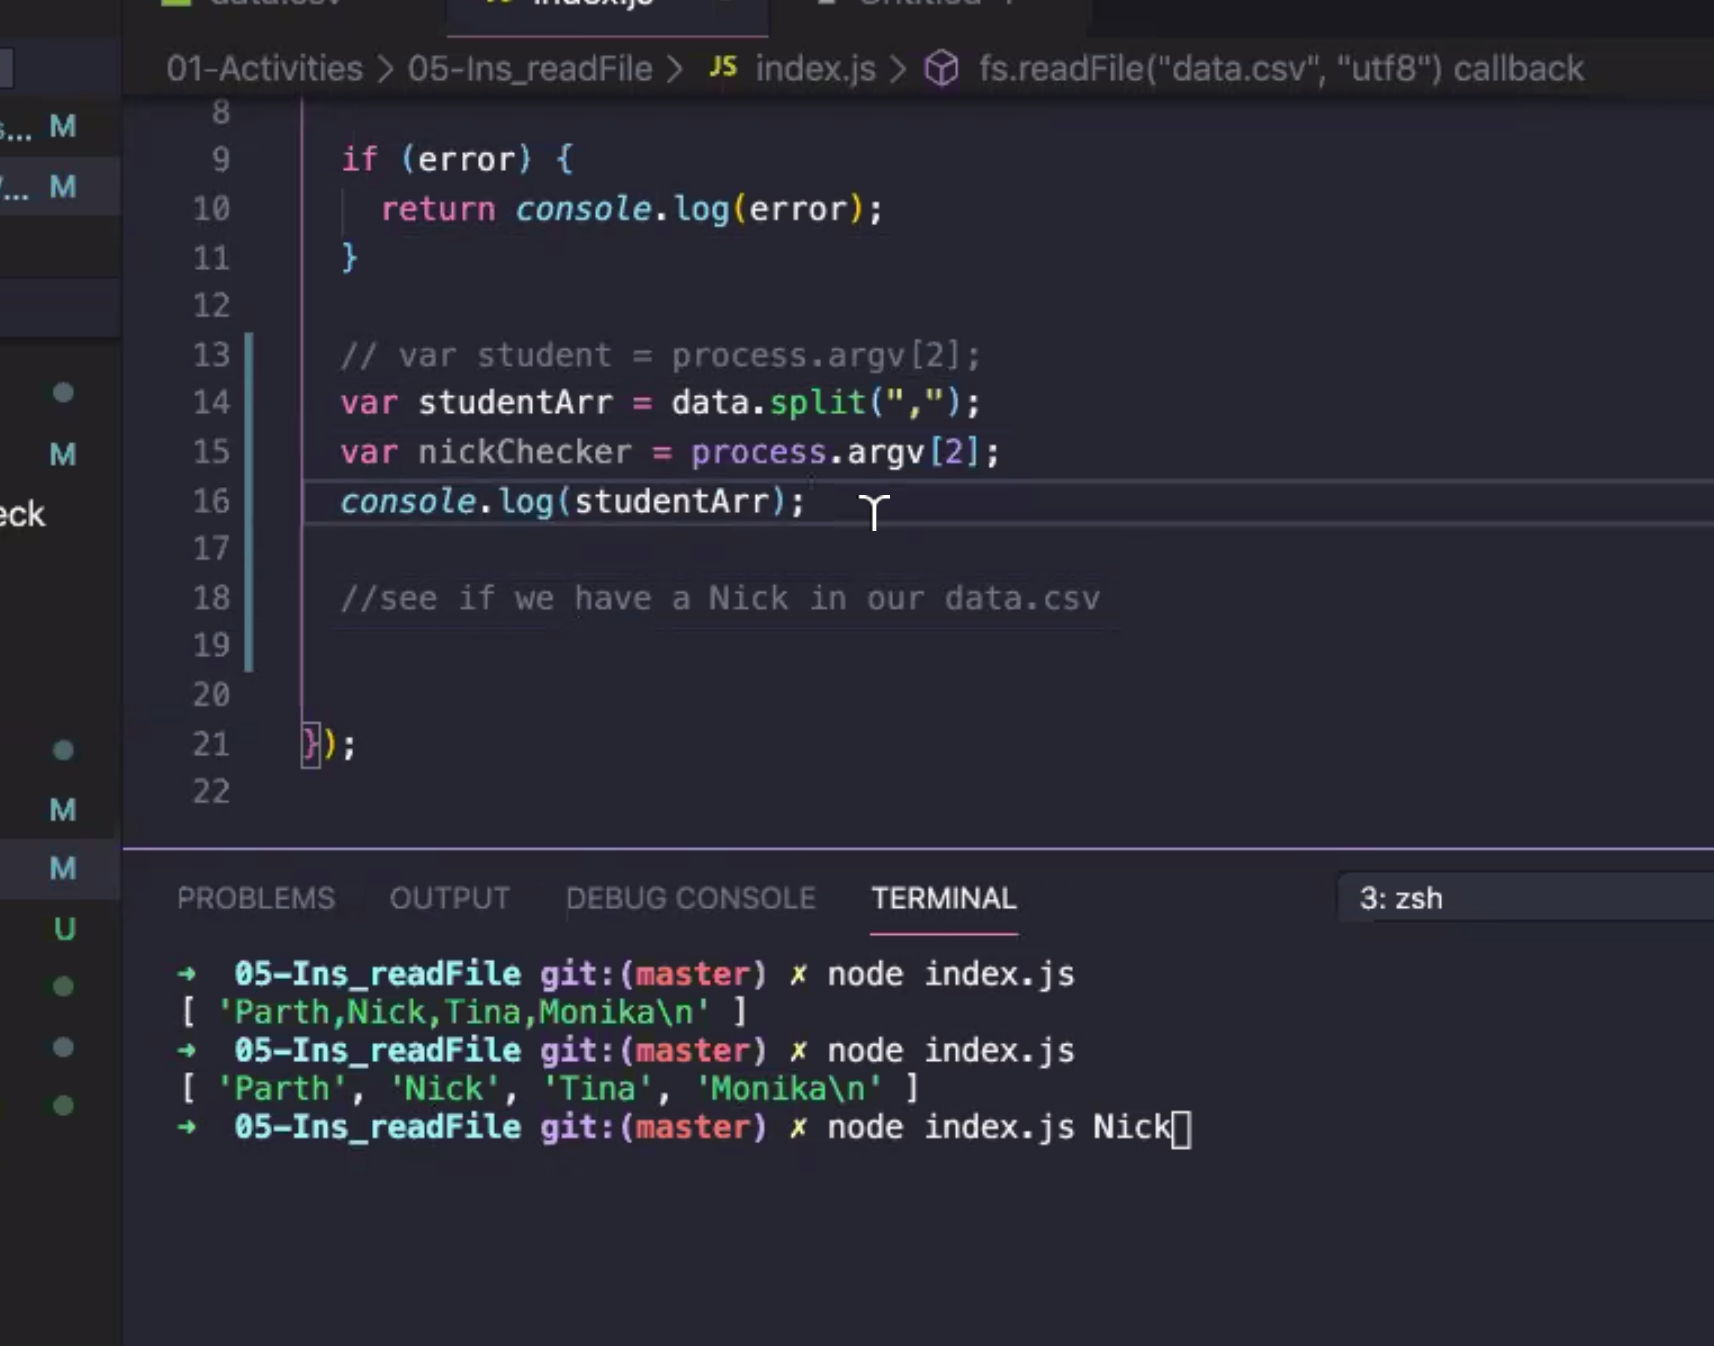 index.js
01-Activities > 05-Ins_readFile > JS index.js > fs.readFile("data.csv", "utf8") callback
8
s... M
9 if (error) {
/... M
10 return console.log(error);
11 }
12
13 // var student = process.argv[2];
14 var studentArr = data.split(",");
15 var nickChecker = process.argv[2];
M
16 console.log(studentArr);
eck
17
18 //see if we have a Nick in our data.csv
19
20
21 });
22
M
M
U
PROBLEMS OUTPUT DEBUG CONSOLE TERMINAL 3: zsh
➜ 05-Ins_readFile git:(master) ✗ node index.js
[ 'Parth,Nick,Tina,Monika\n' ]
➜ 05-Ins_readFile git:(master) ✗ node index.js
[ 'Parth', 'Nick', 'Tina', 'Monika\n' ]
➜ 05-Ins_readFile git:(master) ✗ node index.js Nick